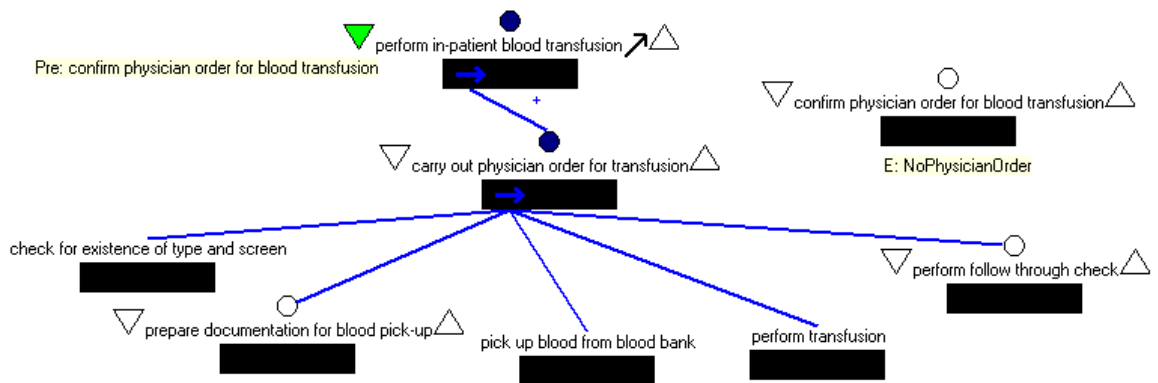 perform in-patient blood transfusion
Pre: confirm physician order for blood transfusion
confirm physician order for blood transfusion
E: NoPhysicianOrder
carry out physician order for transfusion
check for existence of type and screen
perform follow through check
prepare documentation for blood pick-up
pick up blood from blood bank
perform transfusion